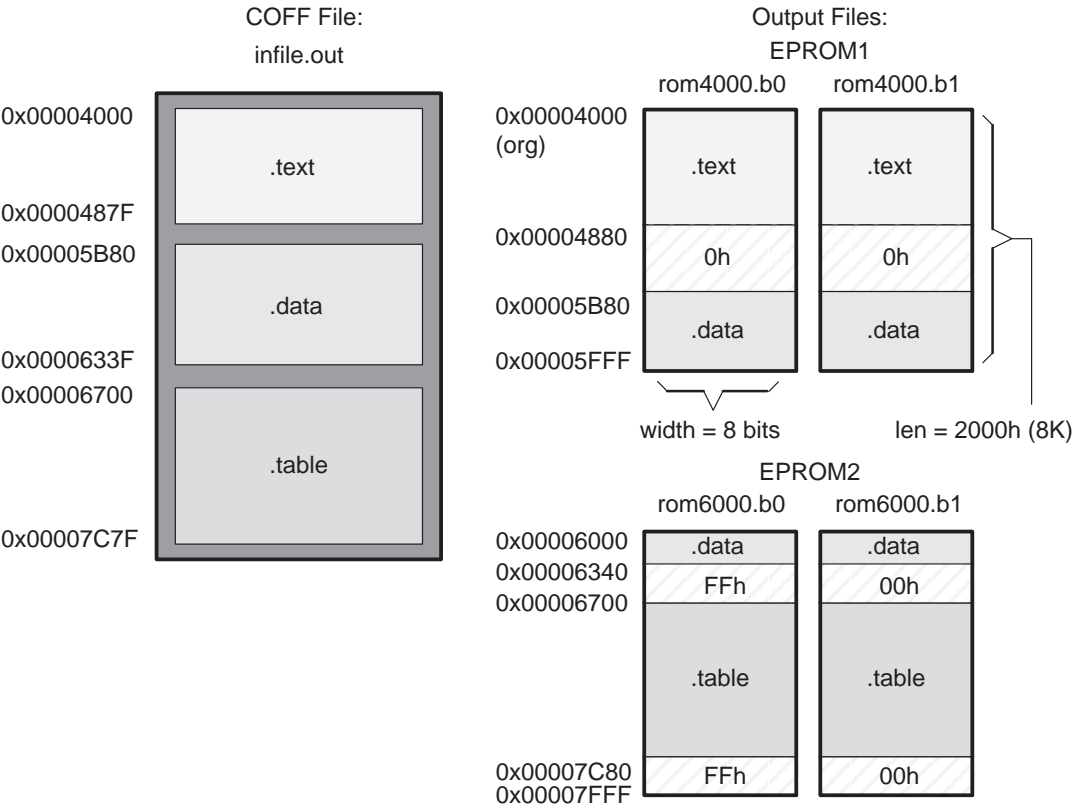 COFF File:
infile.out
0x00004000
.text
0x0000487F
0x00005B80
.data
0x0000633F
0x00006700
.table
0x00007C7F
Output Files:
EPROM1
rom4000.b0 rom4000.b1
0x00004000
(org)
.text .text
0x00004880
0h 0h
0x00005B80
.data .data
0x00005FFF
width = 8 bits len = 2000h (8K)
EPROM2
rom6000.b0 rom6000.b1
0x00006000 .data .data
0x00006340
FFh 00h
0x00006700
.table .table
0x00007C80 FFh 00h
0x00007FFF